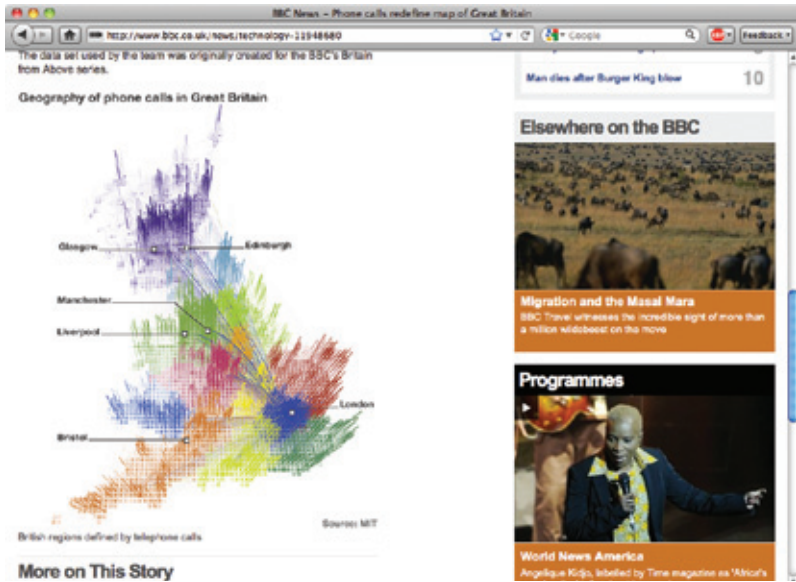 BBC News – Phone calls redefine map of Great Britain
http://www.bbc.co.uk/news/technology-11948680
Google
Feedback
The data set used by the team was originally created for the BBC's Britain
from Above series.
Geography of phone calls in Great Britain
Glasgow
Edinburgh
Manchester
Liverpool
London
Bristol
Source: MIT
British regions defined by telephone calls
More on This Story
Man dies after Burger King blow 10
Elsewhere on the BBC
Migration and the Masai Mara
BBC Travel witnesses the incredible sight of more than
a million wildebeest on the move
Programmes
World News America
Angelique Kidjo, labelled by Time magazine as 'Africa's